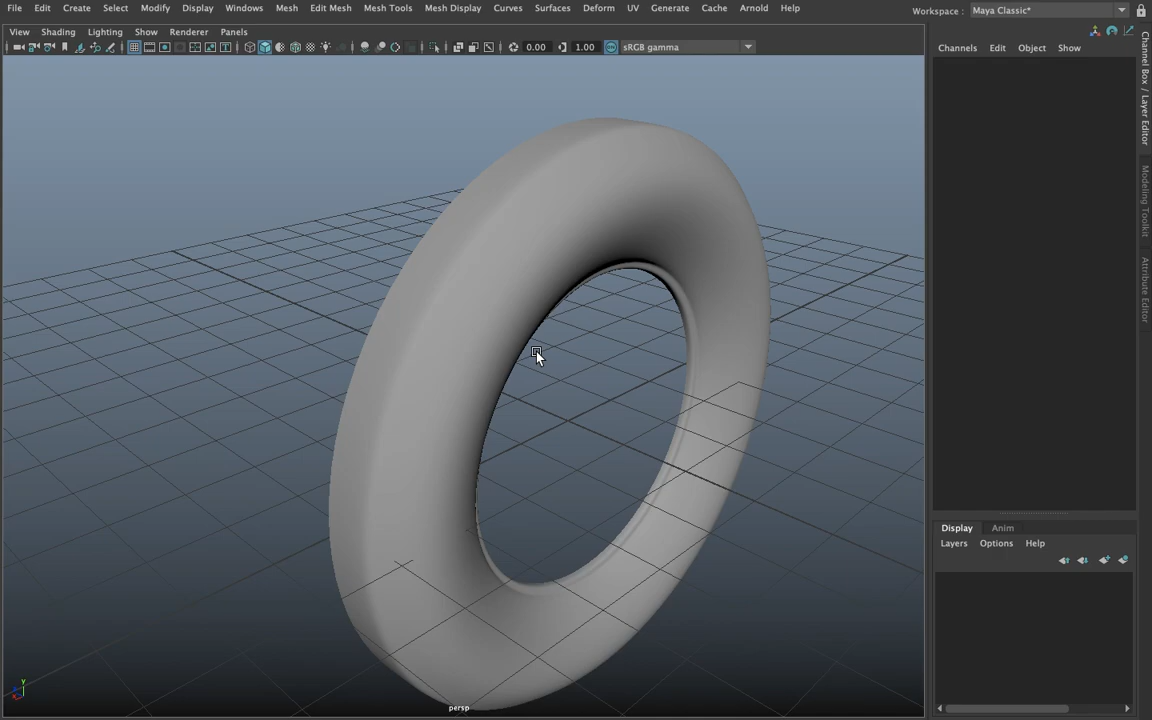 File Edit Create Select Modify Display Windows Mesh Edit Mesh Mesh Tools Mesh Display Curves Surfaces Deform UV Generate Cache Arnold Help
Workspace : Maya Classic*
View Shading Lighting Show Renderer Panels
0.00 1.00 sRGB gamma
Channels Edit Object Show
Channel Box / Layer Editor
Modeling Toolkit
Attribute Editor
Display Anim
Layers Options Help
persp
y